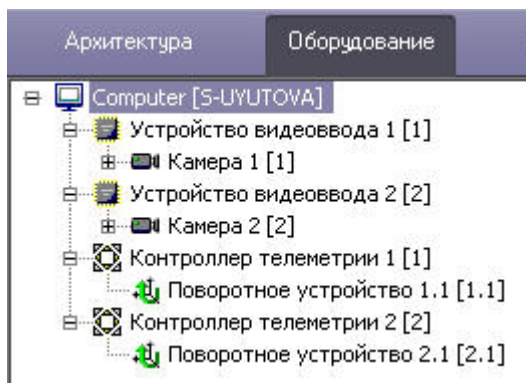 Архитектура Оборудование
Computer [S-UYUTOVA]
Устройство видеоввода 1 [1]
Камера 1 [1]
Устройство видеоввода 2 [2]
Камера 2 [2]
Контроллер телеметрии 1 [1]
Поворотное устройство 1.1 [1.1]
Контроллер телеметрии 2 [2]
Поворотное устройство 2.1 [2.1]